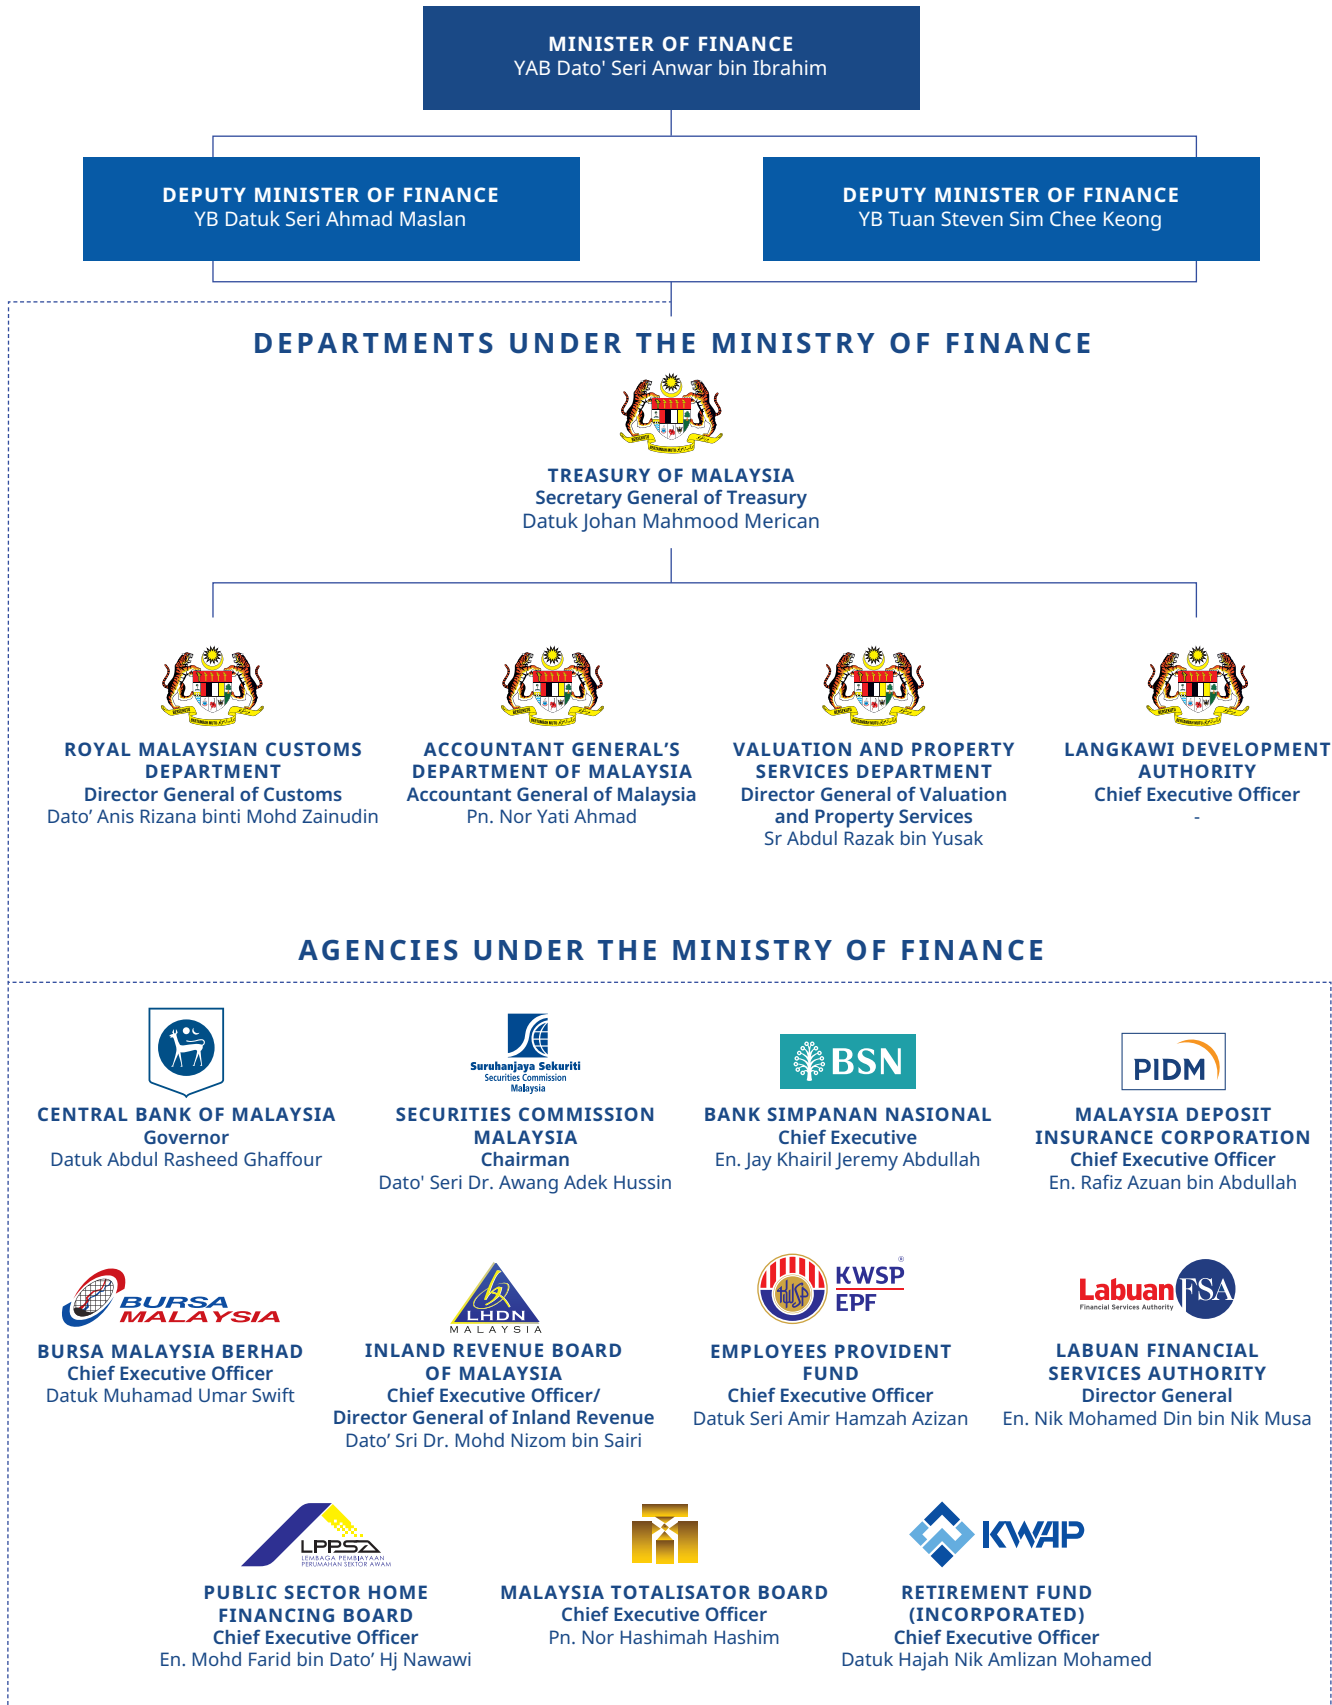 MINISTER OF FINANCE
YAB Dato' Seri Anwar bin Ibrahim
DEPUTY MINISTER OF FINANCE
YB Datuk Seri Ahmad Maslan
DEPUTY MINISTER OF FINANCE
YB Tuan Steven Sim Chee Keong
DEPARTMENTS UNDER THE MINISTRY OF FINANCE
TREASURY OF MALAYSIA
Secretary General of Treasury
Datuk Johan Mahmood Merican
ROYAL MALAYSIAN CUSTOMS
DEPARTMENT
Director General of Customs
Dato’ Anis Rizana binti Mohd Zainudin
ACCOUNTANT GENERAL’S
DEPARTMENT OF MALAYSIA
Accountant General of Malaysia
Pn. Nor Yati Ahmad
VALUATION AND PROPERTY
SERVICES DEPARTMENT
Director General of Valuation
and Property Services
Sr Abdul Razak bin Yusak
LANGKAWI DEVELOPMENT
AUTHORITY
Chief Executive Officer
-
AGENCIES UNDER THE MINISTRY OF FINANCE
CENTRAL BANK OF MALAYSIA
Governor
Datuk Abdul Rasheed Ghaffour
Suruhanjaya Sekuriti
Securities Commission
Malaysia
SECURITIES COMMISSION
MALAYSIA
Chairman
Dato' Seri Dr. Awang Adek Hussin
BSN
BANK SIMPANAN NASIONAL
Chief Executive
En. Jay Khairil Jeremy Abdullah
PIDM
MALAYSIA DEPOSIT
INSURANCE CORPORATION
Chief Executive Officer
En. Rafiz Azuan bin Abdullah
BURSA
MALAYSIA
BURSA MALAYSIA BERHAD
Chief Executive Officer
Datuk Muhamad Umar Swift
LHDN
MALAYSIA
INLAND REVENUE BOARD
OF MALAYSIA
Chief Executive Officer/
Director General of Inland Revenue
Dato’ Sri Dr. Mohd Nizom bin Sairi
KWSP ®
EPF
EMPLOYEES PROVIDENT
FUND
Chief Executive Officer
Datuk Seri Amir Hamzah Azizan
Labuan FSA
Financial Services Authority
LABUAN FINANCIAL
SERVICES AUTHORITY
Director General
En. Nik Mohamed Din bin Nik Musa
LPPSA
LEMBAGA PEMBIAYAAN
PERUMAHAN SEKTOR AWAM
PUBLIC SECTOR HOME
FINANCING BOARD
Chief Executive Officer
En. Mohd Farid bin Dato’ Hj Nawawi
MALAYSIA TOTALISATOR BOARD
Chief Executive Officer
Pn. Nor Hashimah Hashim
KWAP
RETIREMENT FUND
(INCORPORATED)
Chief Executive Officer
Datuk Hajah Nik Amlizan Mohamed